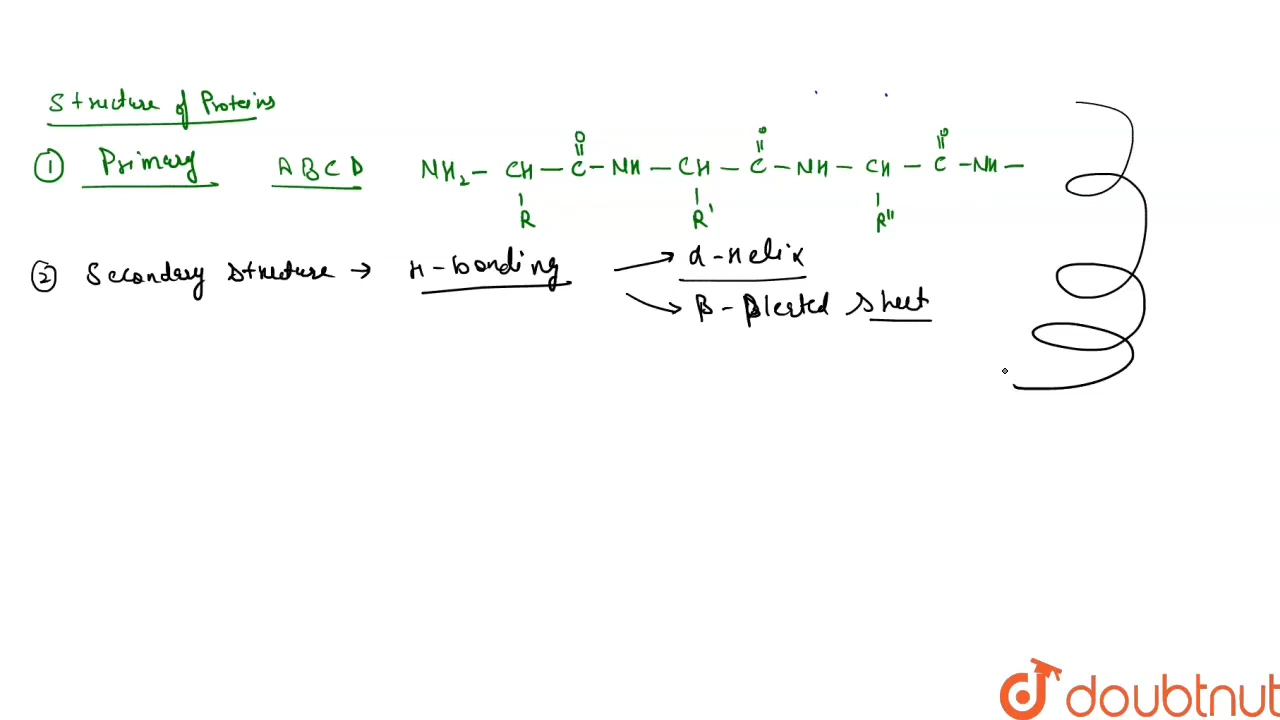 Structure of Proteins
① Primary A B C D NH₂ - CH - C - NH - CH - C - NH - CH - C - NH -
O O O
R R' R"
② Secondary Structure → H-bonding → α-Helix
→ β-Pleated sheet
doubtnut